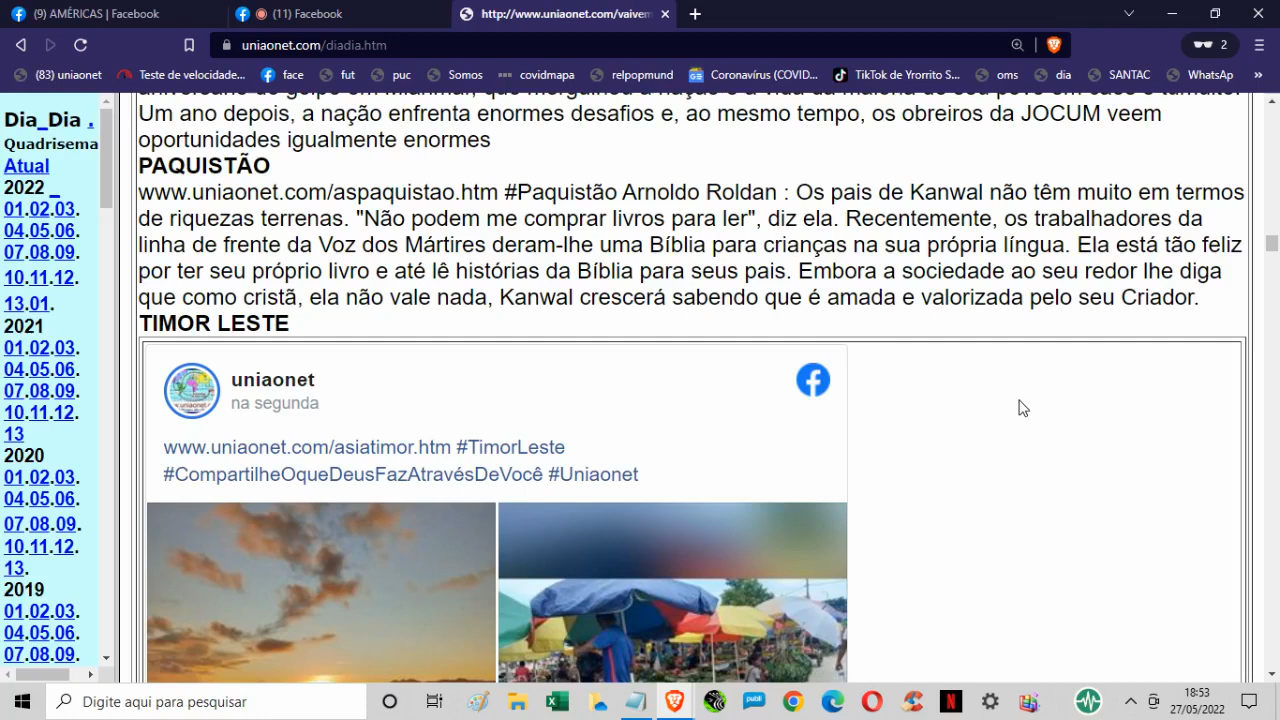 (9) AMÉRICAS | Facebook
(11) Facebook
http://www.uniaonet.com/vaivem
uniaonet.com/diadia.htm
2
(83) uniaonet
Teste de velocidade...
face
fut
puc
Somos
covidmapa
relpopmund
Coronavírus (COVID...
TikTok de Yrorrito S...
oms
dia
SANTAC
WhatsAp
»
Dia_Dia .
Quadrisema
Atual
2022 _
01.02.03.
04.05.06.
07.08.09.
10.11.12.
13.01.
2021
01.02.03.
04.05.06.
07.08.09.
10.11.12.
13
2020
01.02.03.
04.05.06.
07.08.09.
10.11.12.
13.
2019
01.02.03.
04.05.06.
07.08.09.
Um ano depois, a nação enfrenta enormes desafios e, ao mesmo tempo, os obreiros da JOCUM veem
oportunidades igualmente enormes
PAQUISTÃO
www.uniaonet.com/aspaquistao.htm #Paquistão Arnoldo Roldan : Os pais de Kanwal não têm muito em termos
de riquezas terrenas. "Não podem me comprar livros para ler", diz ela. Recentemente, os trabalhadores da
linha de frente da Voz dos Mártires deram-lhe uma Bíblia para crianças na sua própria língua. Ela está tão feliz
por ter seu próprio livro e até lê histórias da Bíblia para seus pais. Embora a sociedade ao seu redor lhe diga
que como cristã, ela não vale nada, Kanwal crescerá sabendo que é amada e valorizada pelo seu Criador.
TIMOR LESTE
uniaonet
na segunda
www.uniaonet.com/asiatimor.htm #TimorLeste
#CompartilheOqueDeusFazAtravésDeVocê #Uniaonet
Digite aqui para pesquisar
publi
18:53
27/05/2022